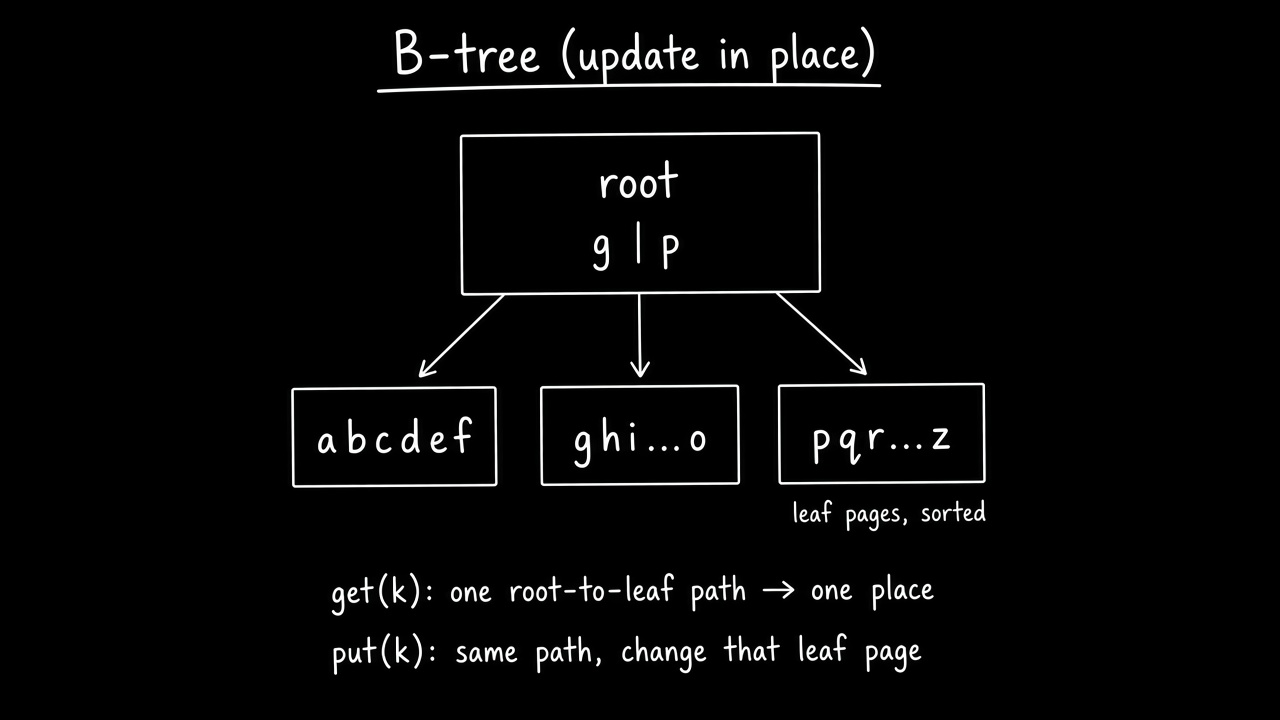 B-tree (update in place)
root
g | p
a b c d e f
g h i ... o
p q r ... z
leaf pages, sorted
get(k): one root-to-leaf path → one place
put(k): same path, change that leaf page